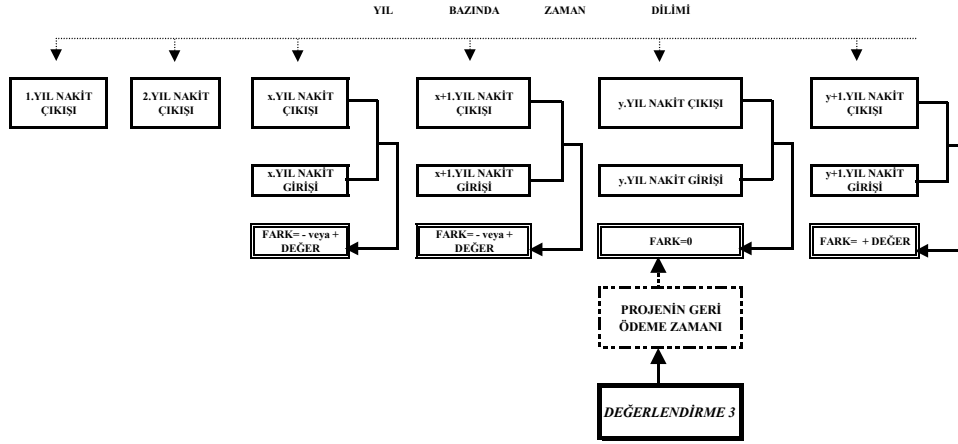 YIL BAZINDA ZAMAN DİLİMİ
1.YIL NAKİT
ÇIKIŞI
2.YIL NAKİT
ÇIKIŞI
x.YIL NAKİT
ÇIKIŞI
x+1.YIL NAKİT
ÇIKIŞI
y.YIL NAKİT ÇIKIŞI
y+1.YIL NAKİT
ÇIKIŞI
x.YIL NAKİT
GİRİŞİ
x+1.YIL NAKİT
GİRİŞİ
y.YIL NAKİT GİRİŞİ
y+1.YIL NAKİT
GİRİŞİ
FARK= - veya +
DEĞER
FARK= - veya +
DEĞER
FARK=0
FARK= + DEĞER
PROJENİN GERİ
ÖDEME ZAMANI
DEĞERLENDİRME 3